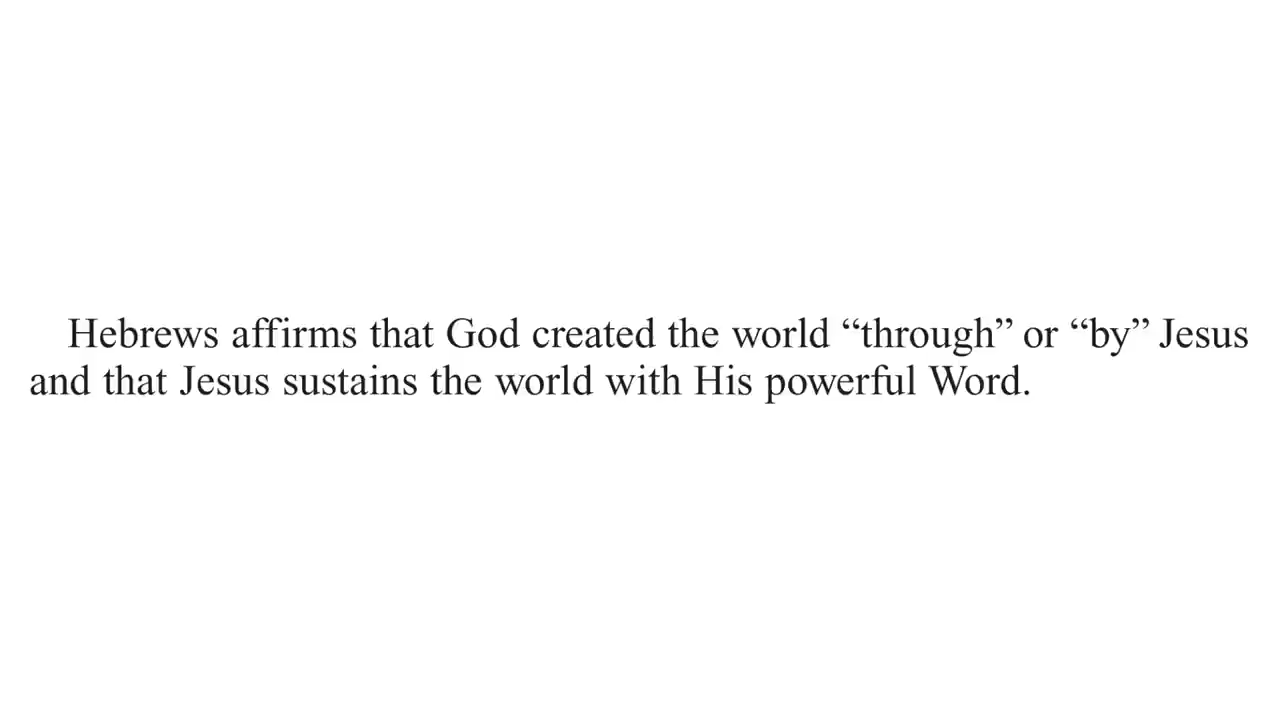 Hebrews affirms that God created the world “through” or “by” Jesus
and that Jesus sustains the world with His powerful Word.